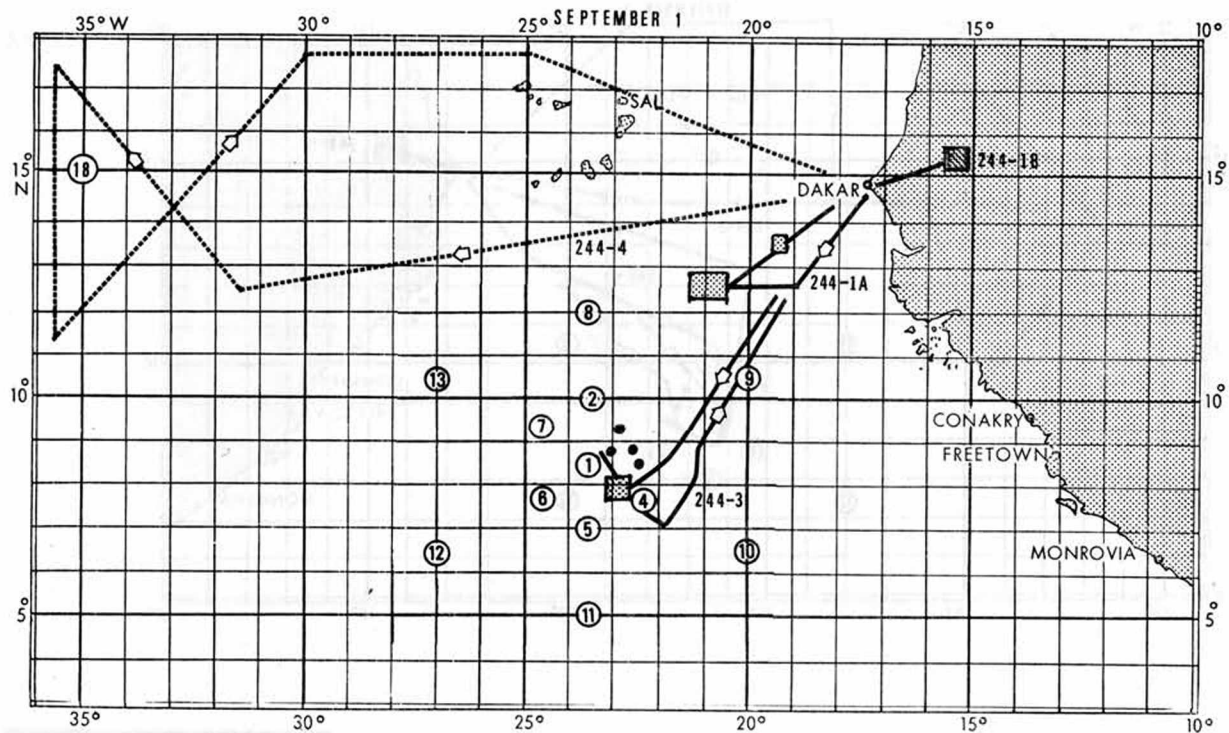 SEPTEMBER 1
35° W 30° 25° 20° 15° 10°
SAL
15° N 18 244-1B 15°
DAKAR
244-4
244-1A
8
13 9
10° 2 10°
7 CONAKRY
1 FREETOWN
6 4 244-3
5
12 10 MONROVIA
5° 11 5°
35° 30° 25° 20° 15° 10°